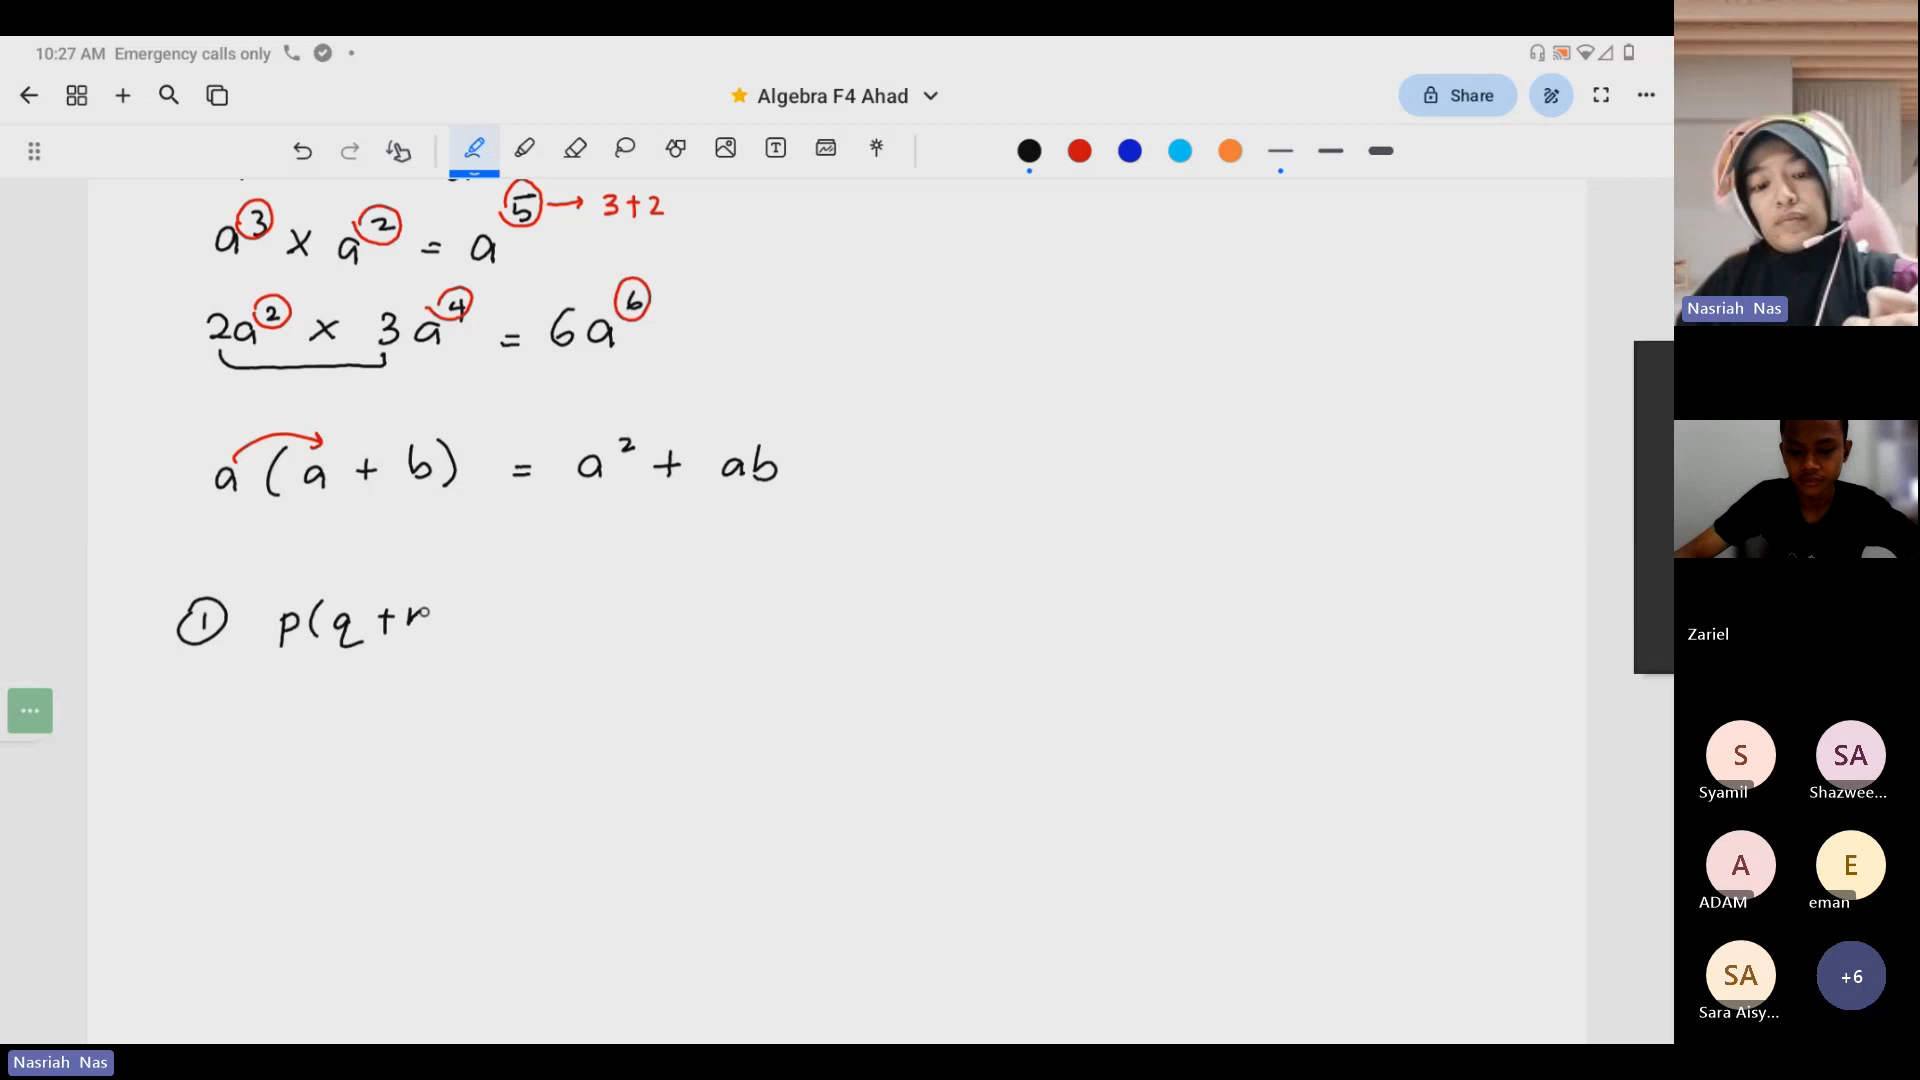 10:27 AM Emergency calls only
Algebra F4 Ahad
Share
a³ × a² = a⁵ → 3+2
2a² × 3a⁴ = 6a⁶
a(a + b) = a² + ab
① p(q +r
Nasriah Nas
Zariel
S
SA
Syamil
Shazwee...
A
E
ADAM
eman
SA
+6
Sara Aisy...
Nasriah Nas